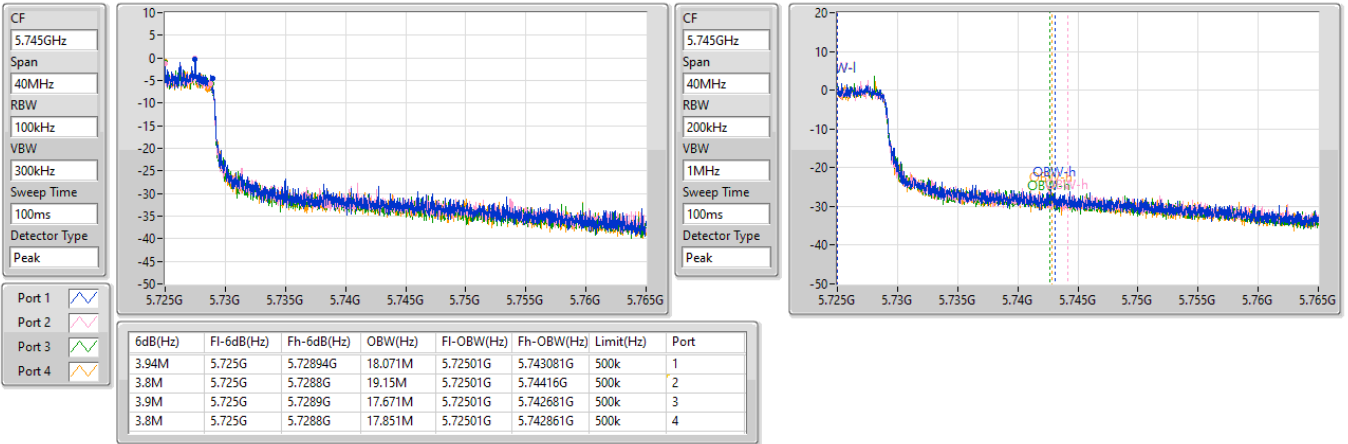 CF
5.745GHz
Span
40MHz
RBW
100kHz
VBW
300kHz
Sweep Time
100ms
Detector Type
Peak
10-
5-
0-
-5-
-10-
-15-
-20-
-25-
-30-
-35-
-40-
-45-
-50-
5.725G 5.73G 5.735G 5.74G 5.745G 5.75G 5.755G 5.76G 5.765G
CF
5.745GHz
Span
40MHz
RBW
200kHz
VBW
1MHz
Sweep Time
100ms
Detector Type
Peak
20-
10-
0-
-10-
-20-
-30-
-40-
-50-
W-l
OBW-h
5.725G 5.73G 5.735G 5.74G 5.745G 5.75G 5.755G 5.76G 5.765G
Port 1
Port 2
Port 3
Port 4
6dB(Hz) Fl-6dB(Hz) Fh-6dB(Hz) OBW(Hz) Fl-OBW(Hz) Fh-OBW(Hz) Limit(Hz) Port
3.94M 5.725G 5.72894G 18.071M 5.72501G 5.743081G 500k 1
3.8M 5.725G 5.7288G 19.15M 5.72501G 5.74416G 500k 2
3.9M 5.725G 5.7289G 17.671M 5.72501G 5.742681G 500k 3
3.8M 5.725G 5.7288G 17.851M 5.72501G 5.742861G 500k 4